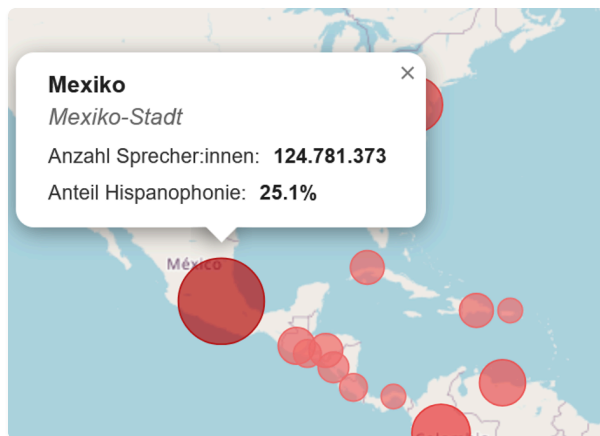 Mexiko
Mexiko-Stadt
Anzahl Sprecher:innen: 124.781.373
Anteil Hispanophonie: 25.1%
México